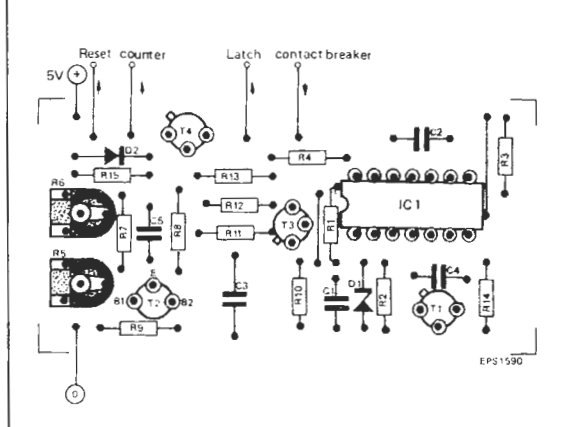 Reset counter Latch contact breaker
5V +
T4
D2
C2
R3
R4
R15
R13
R6
IC1
R12
R7
C5
R8
R11
T3
R1
R5
E
B1 T2 B2
C3
R10
C1
D1
R2
C4
T1
R14
R9
EPS1590
0